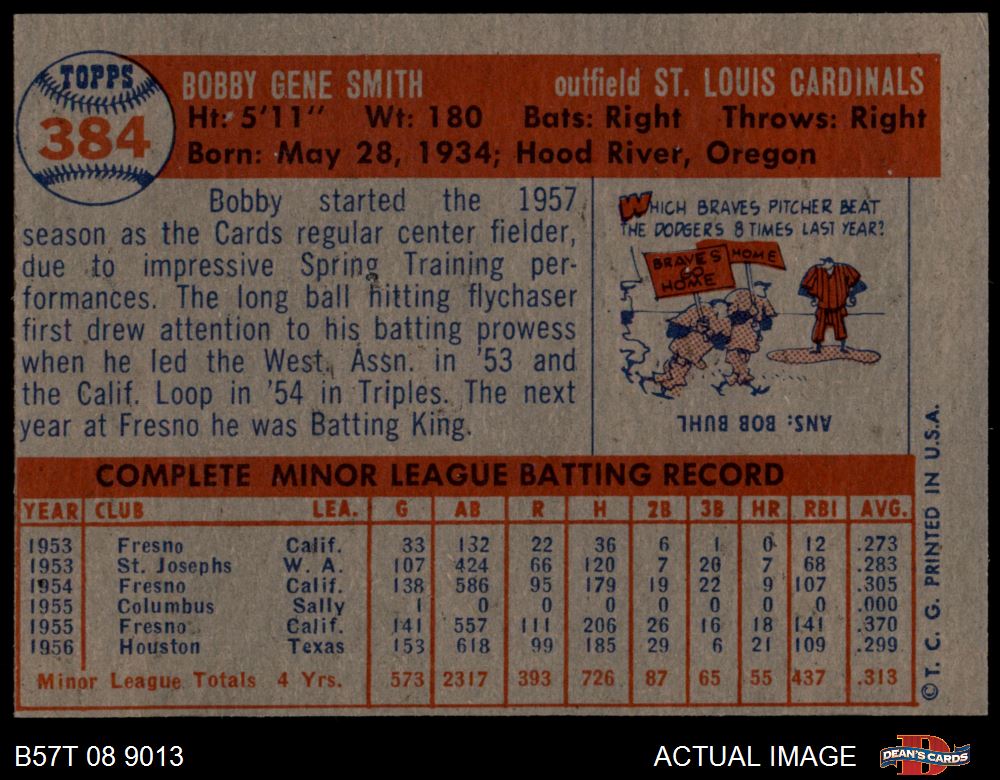 TOPPS
384
BOBBY GENE SMITH outfield ST. LOUIS CARDINALS
Ht: 5'11" Wt: 180 Bats: Right Throws: Right
Born: May 28, 1934; Hood River, Oregon
Bobby started the 1957
season as the Cards regular center fielder,
due to impressive Spring Training per-
formances. The long ball hitting flychaser
first drew attention to his batting prowess
when he led the West. Assn. in '53 and
the Calif. Loop in '54 in Triples. The next
year at Fresno he was Batting King.
WHICH BRAVES PITCHER BEAT
THE DODGERS 8 TIMES LAST YEAR?
BRAVES
GO
HOME
HOME
ANS: BOB BUHL
COMPLETE MINOR LEAGUE BATTING RECORD
YEAR CLUB LEA. G AB R H 2B 3B HR RBI AVG.
1953 Fresno Calif. 33 132 22 36 6 1 0 12 .273
1953 St. Josephs W. A. 107 424 66 120 7 20 7 68 .283
1954 Fresno Calif. 138 586 95 179 19 22 9 107 .305
1955 Columbus Sally 1 0 0 0 0 0 0 0 .000
1955 Fresno Calif. 141 557 111 206 26 16 18 141 .370
1956 Houston Texas 153 618 99 185 29 6 21 109 .299
Minor League Totals 4 Yrs. 573 2317 393 726 87 65 55 437 .313
© T. C. G. PRINTED IN U.S.A.
B57T 08 9013
ACTUAL IMAGE
D
DEAN'S CARDS